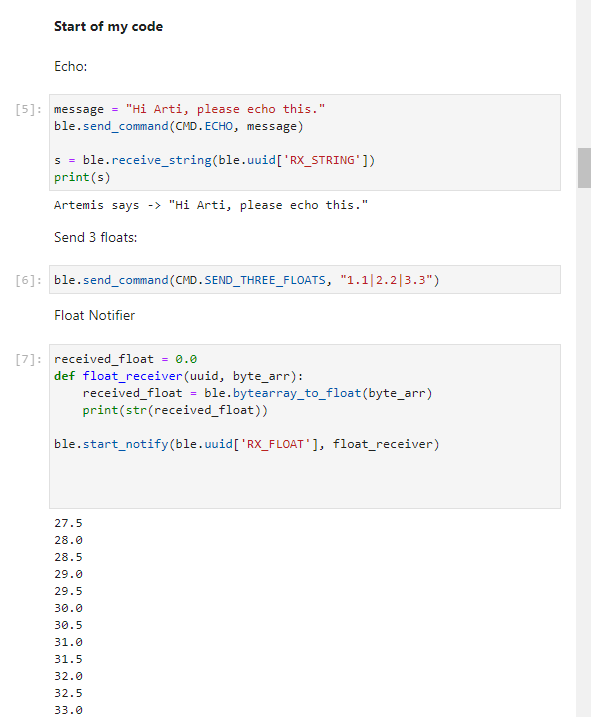 Start of my code
Echo:
[5]: message = "Hi Arti, please echo this."
ble.send_command(CMD.ECHO, message)
s = ble.receive_string(ble.uuid['RX_STRING'])
print(s)
Artemis says -> "Hi Arti, please echo this."
Send 3 floats:
[6]: ble.send_command(CMD.SEND_THREE_FLOATS, "1.1|2.2|3.3")
Float Notifier
[7]: received_float = 0.0
def float_receiver(uuid, byte_arr):
    received_float = ble.bytearray_to_float(byte_arr)
    print(str(received_float))
ble.start_notify(ble.uuid['RX_FLOAT'], float_receiver)
27.5
28.0
28.5
29.0
29.5
30.0
30.5
31.0
31.5
32.0
32.5
33.0